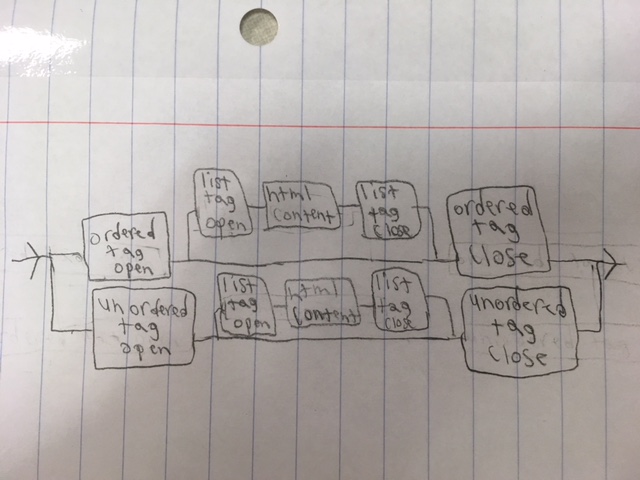 ordered
tag
open
list
tag
open
html
content
list
tag
close
ordered
tag
close
unordered
tag
open
list
tag
open
html
content
list
tag
close
unordered
tag
close